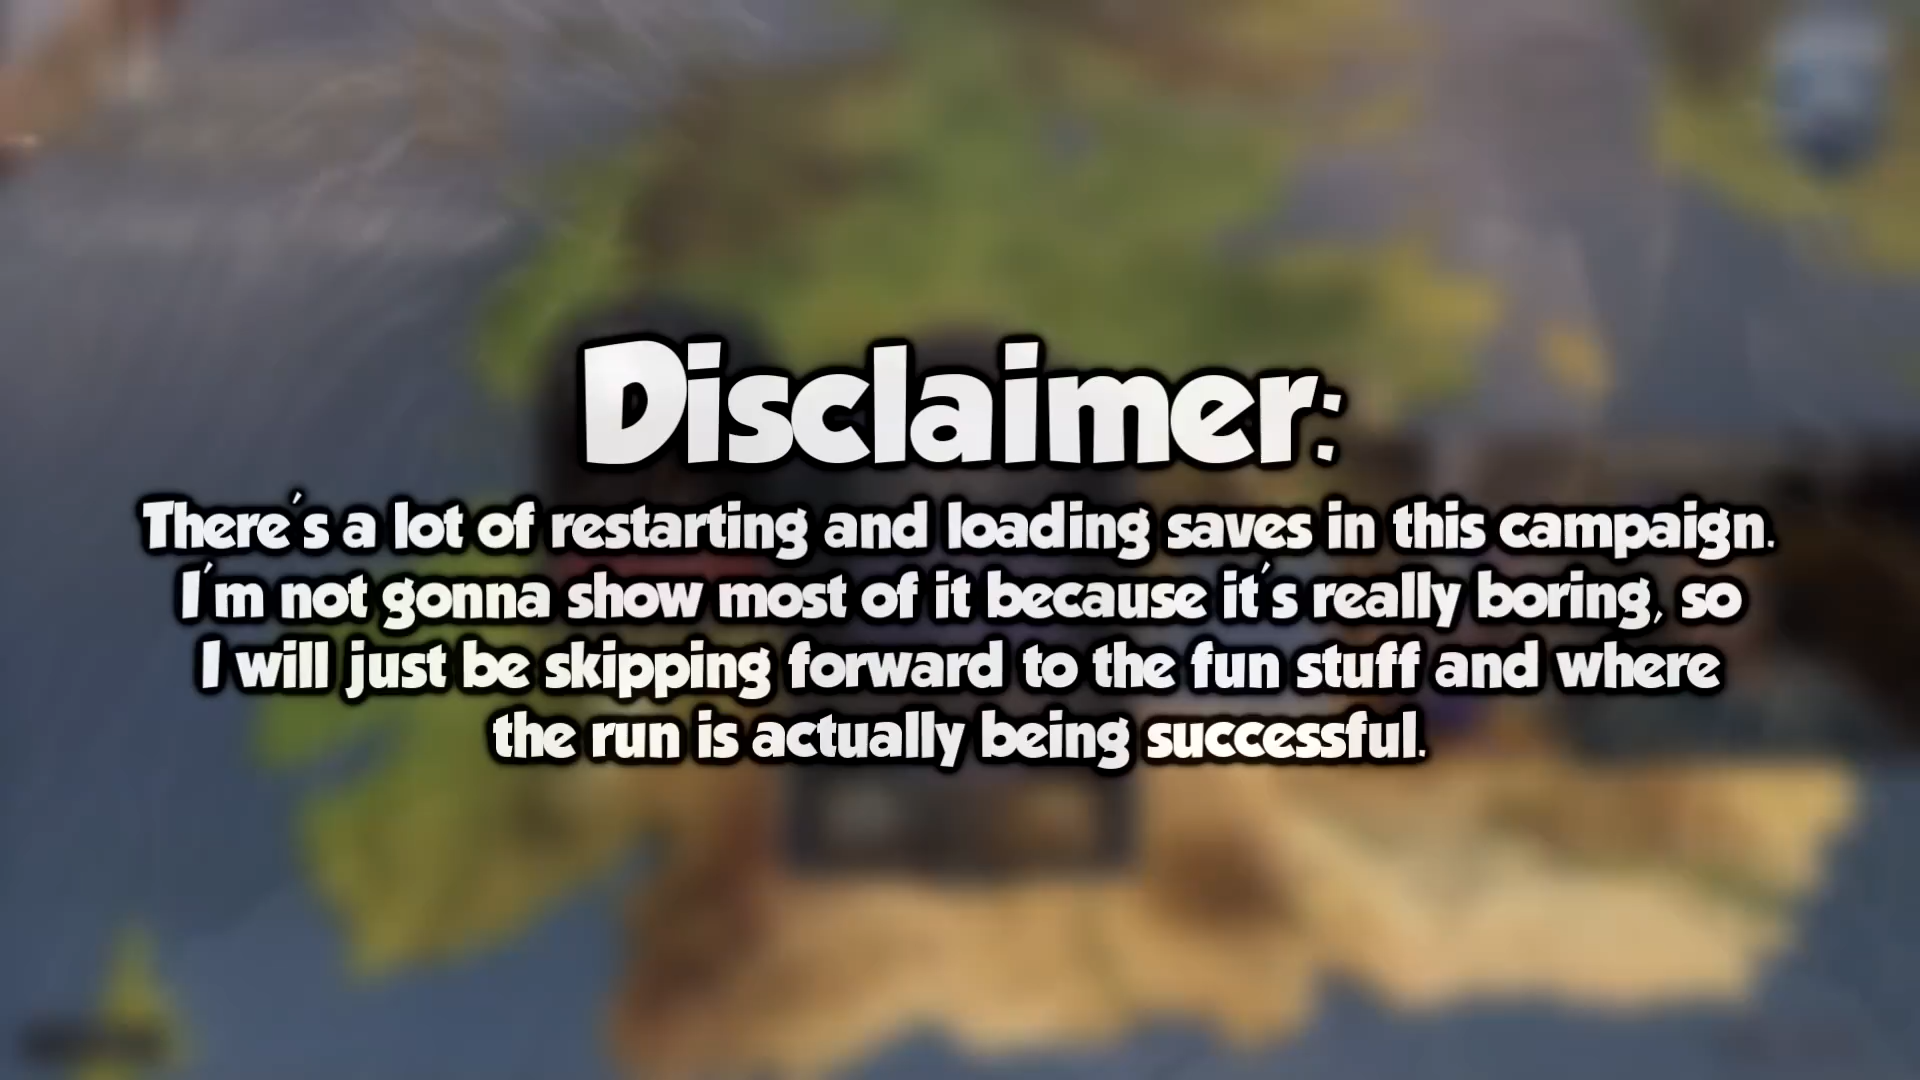 Disclaimer:
There's a lot of restarting and loading saves in this campaign.
I'm not gonna show most of it because it's really boring, so
I will just be skipping forward to the fun stuff and where
the run is actually being successful.